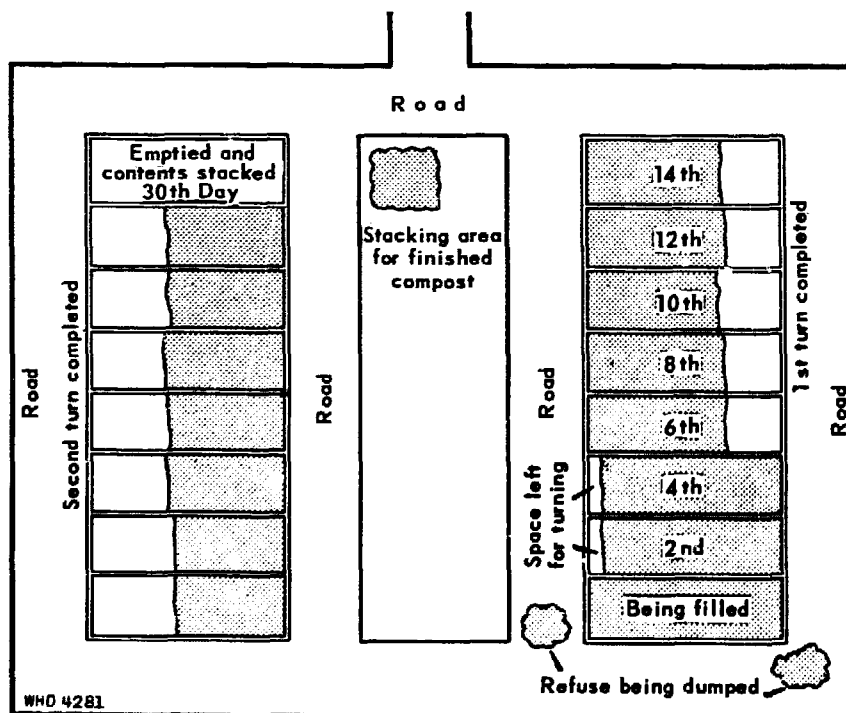 Road
Emptied and
contents stacked
30th Day
Second turn completed
Road
Road
Stacking area
for finished
compost
Road
14th
12th
10th
8th
6th
4th
2nd
Being filled
1st turn completed
Road
Space left
for turning
Refuse being dumped
WHO 4281